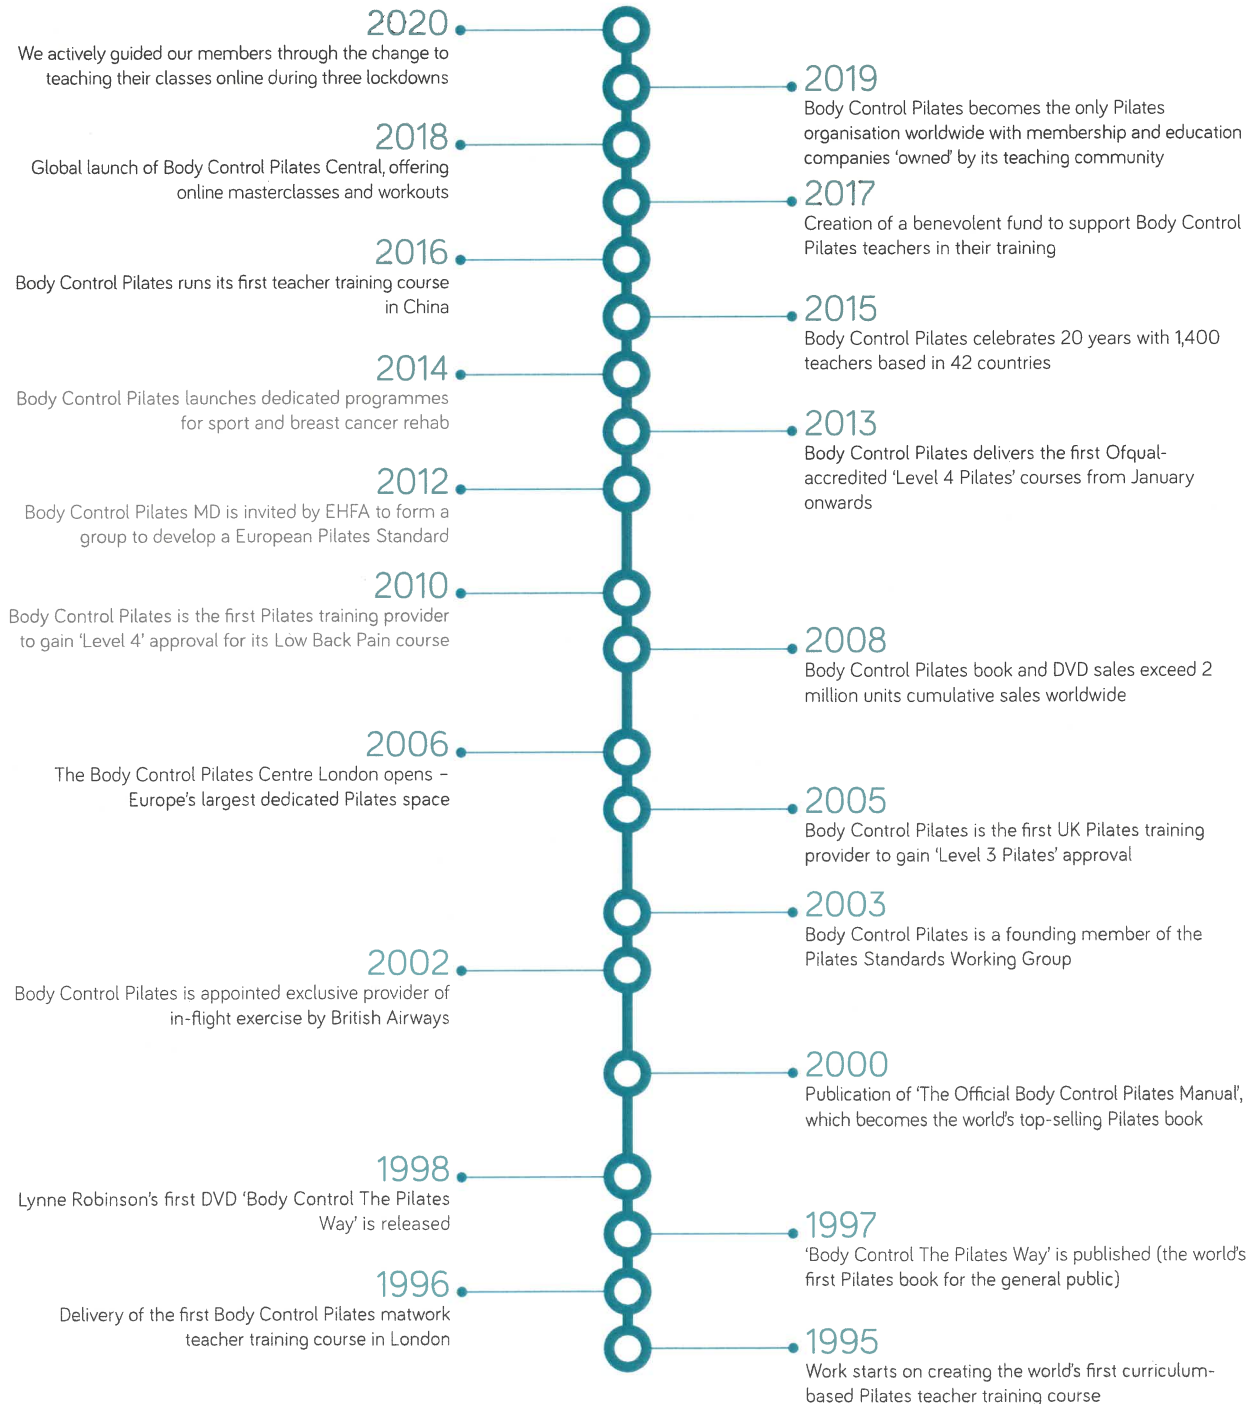 2020
We actively guided our members through the change to
teaching their classes online during three lockdowns
2019
Body Control Pilates becomes the only Pilates
organisation worldwide with membership and education
companies ‘owned’ by its teaching community
2018
Global launch of Body Control Pilates Central, offering
online masterclasses and workouts
2017
Creation of a benevolent fund to support Body Control
Pilates teachers in their training
2016
Body Control Pilates runs its first teacher training course
in China
2015
Body Control Pilates celebrates 20 years with 1,400
teachers based in 42 countries
2014
Body Control Pilates launches dedicated programmes
for sport and breast cancer rehab
2013
Body Control Pilates delivers the first Ofqual-
accredited ‘Level 4 Pilates’ courses from January
onwards
2012
Body Control Pilates MD is invited by EHFA to form a
group to develop a European Pilates Standard
2010
Body Control Pilates is the first Pilates training provider
to gain ‘Level 4’ approval for its Low Back Pain course
2008
Body Control Pilates book and DVD sales exceed 2
million units cumulative sales worldwide
2006
The Body Control Pilates Centre London opens –
Europe’s largest dedicated Pilates space
2005
Body Control Pilates is the first UK Pilates training
provider to gain ‘Level 3 Pilates’ approval
2003
Body Control Pilates is a founding member of the
Pilates Standards Working Group
2002
Body Control Pilates is appointed exclusive provider of
in-flight exercise by British Airways
2000
Publication of ‘The Official Body Control Pilates Manual’,
which becomes the world’s top-selling Pilates book
1998
Lynne Robinson’s first DVD ‘Body Control The Pilates
Way’ is released
1997
‘Body Control The Pilates Way’ is published (the world’s
first Pilates book for the general public)
1996
Delivery of the first Body Control Pilates matwork
teacher training course in London
1995
Work starts on creating the world’s first curriculum-
based Pilates teacher training course